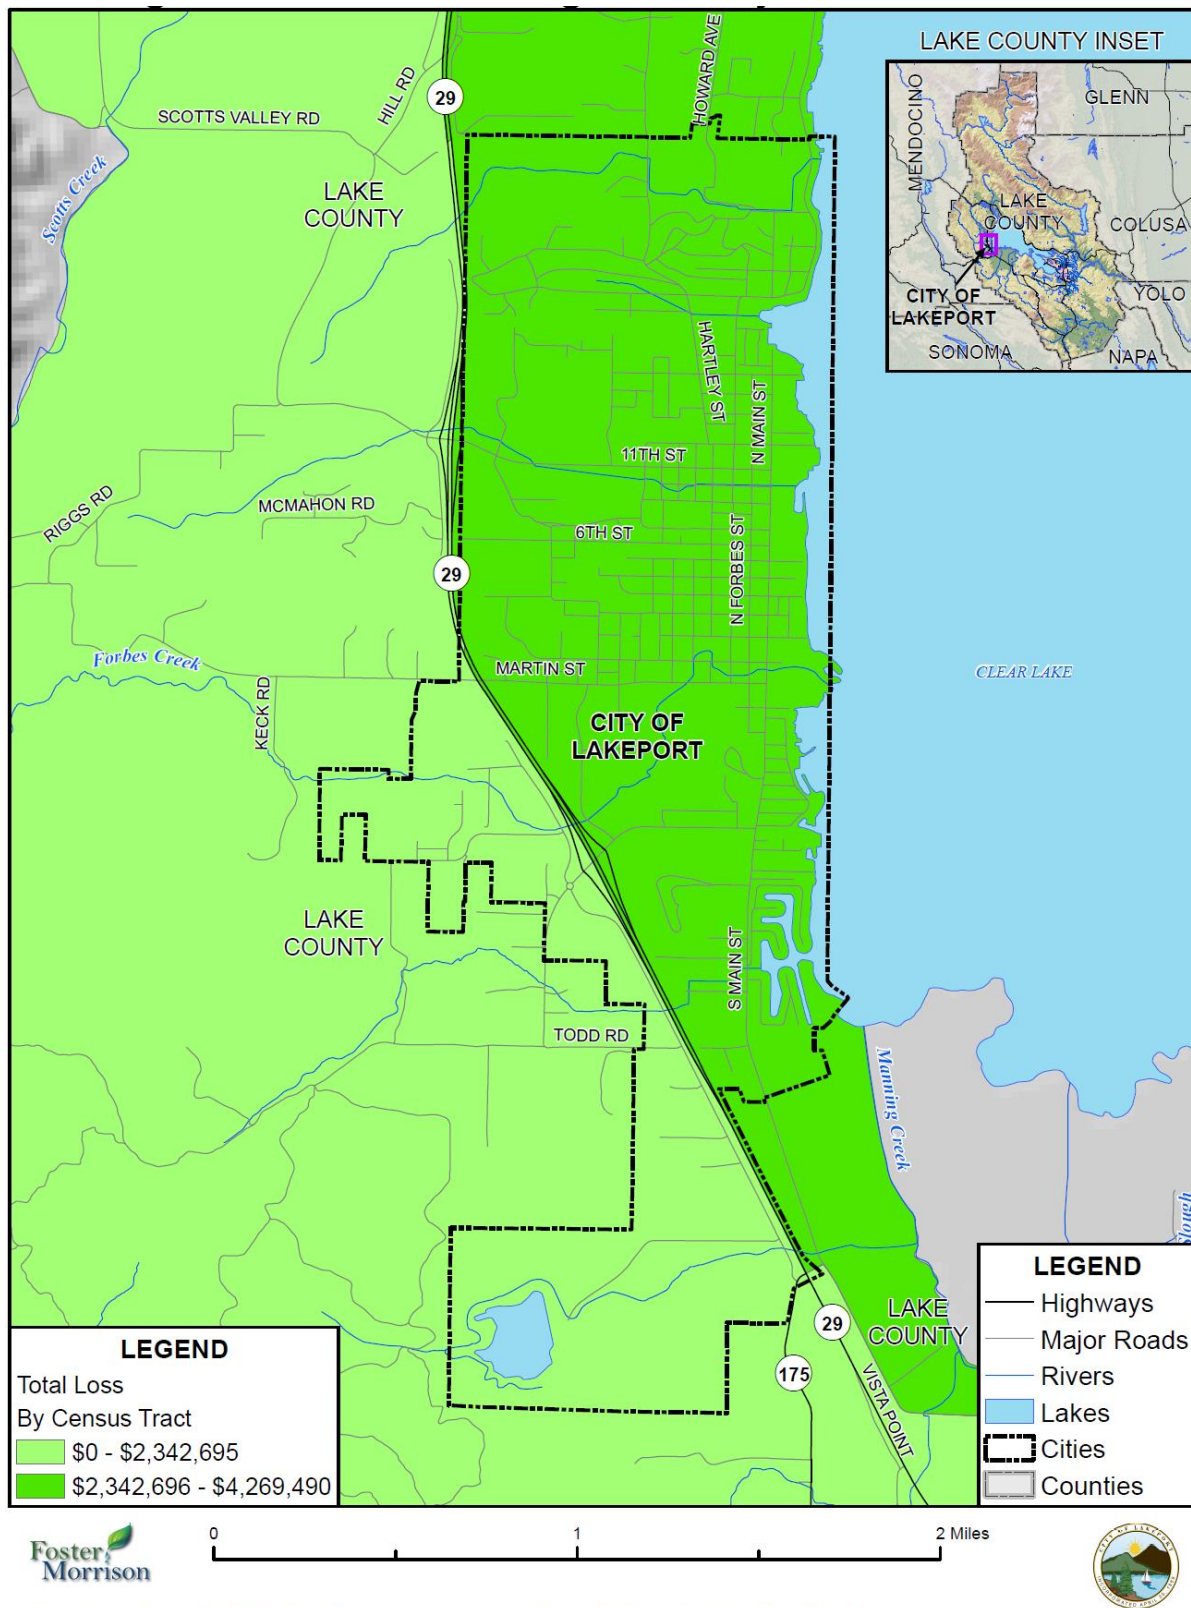 LAKE COUNTY INSET
MENDOCINO
GLENN
LAKE
COUNTY
COLUSA
CITY OF
LAKEPORT
YOLO
SONOMA
NAPA
HOWARD AVE
29
HILL RD
SCOTTS VALLEY RD
Scotts Creek
LAKE
COUNTY
HARTLEY ST
N MAIN ST
11TH ST
RIGGS RD
MCMAHON RD
6TH ST
N FORBES ST
29
Forbes Creek
MARTIN ST
KECK RD
CLEAR LAKE
CITY OF
LAKEPORT
LAKE
COUNTY
S MAIN ST
TODD RD
Manning Creek
Slough
LAKE
COUNTY
29
175
VISTA POINT
LEGEND
Total Loss
By Census Tract
$0 - $2,342,695
$2,342,696 - $4,269,490
LEGEND
Highways
Major Roads
Rivers
Lakes
Cities
Counties
Foster
Morrison
0 1 2 Miles
CITY OF LAKEPORT